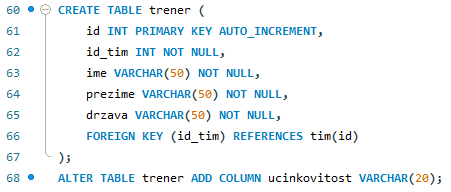 60 CREATE TABLE trener (
61 id INT PRIMARY KEY AUTO_INCREMENT,
62 id_tim INT NOT NULL,
63 ime VARCHAR(50) NOT NULL,
64 prezime VARCHAR(50) NOT NULL,
65 drzava VARCHAR(50) NOT NULL,
66 FOREIGN KEY (id_tim) REFERENCES tim(id)
67 );
68 ALTER TABLE trener ADD COLUMN ucinkovitost VARCHAR(20);